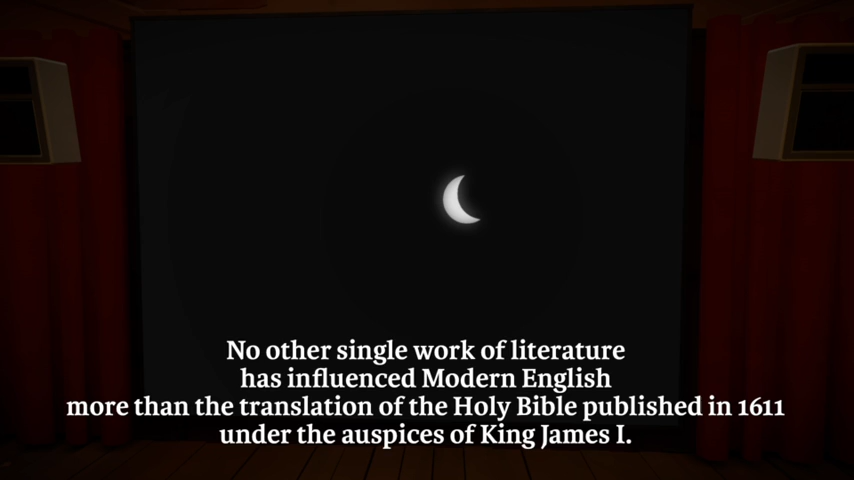 No other single work of literature
has influenced Modern English
more than the translation of the Holy Bible published in 1611
under the auspices of King James I.